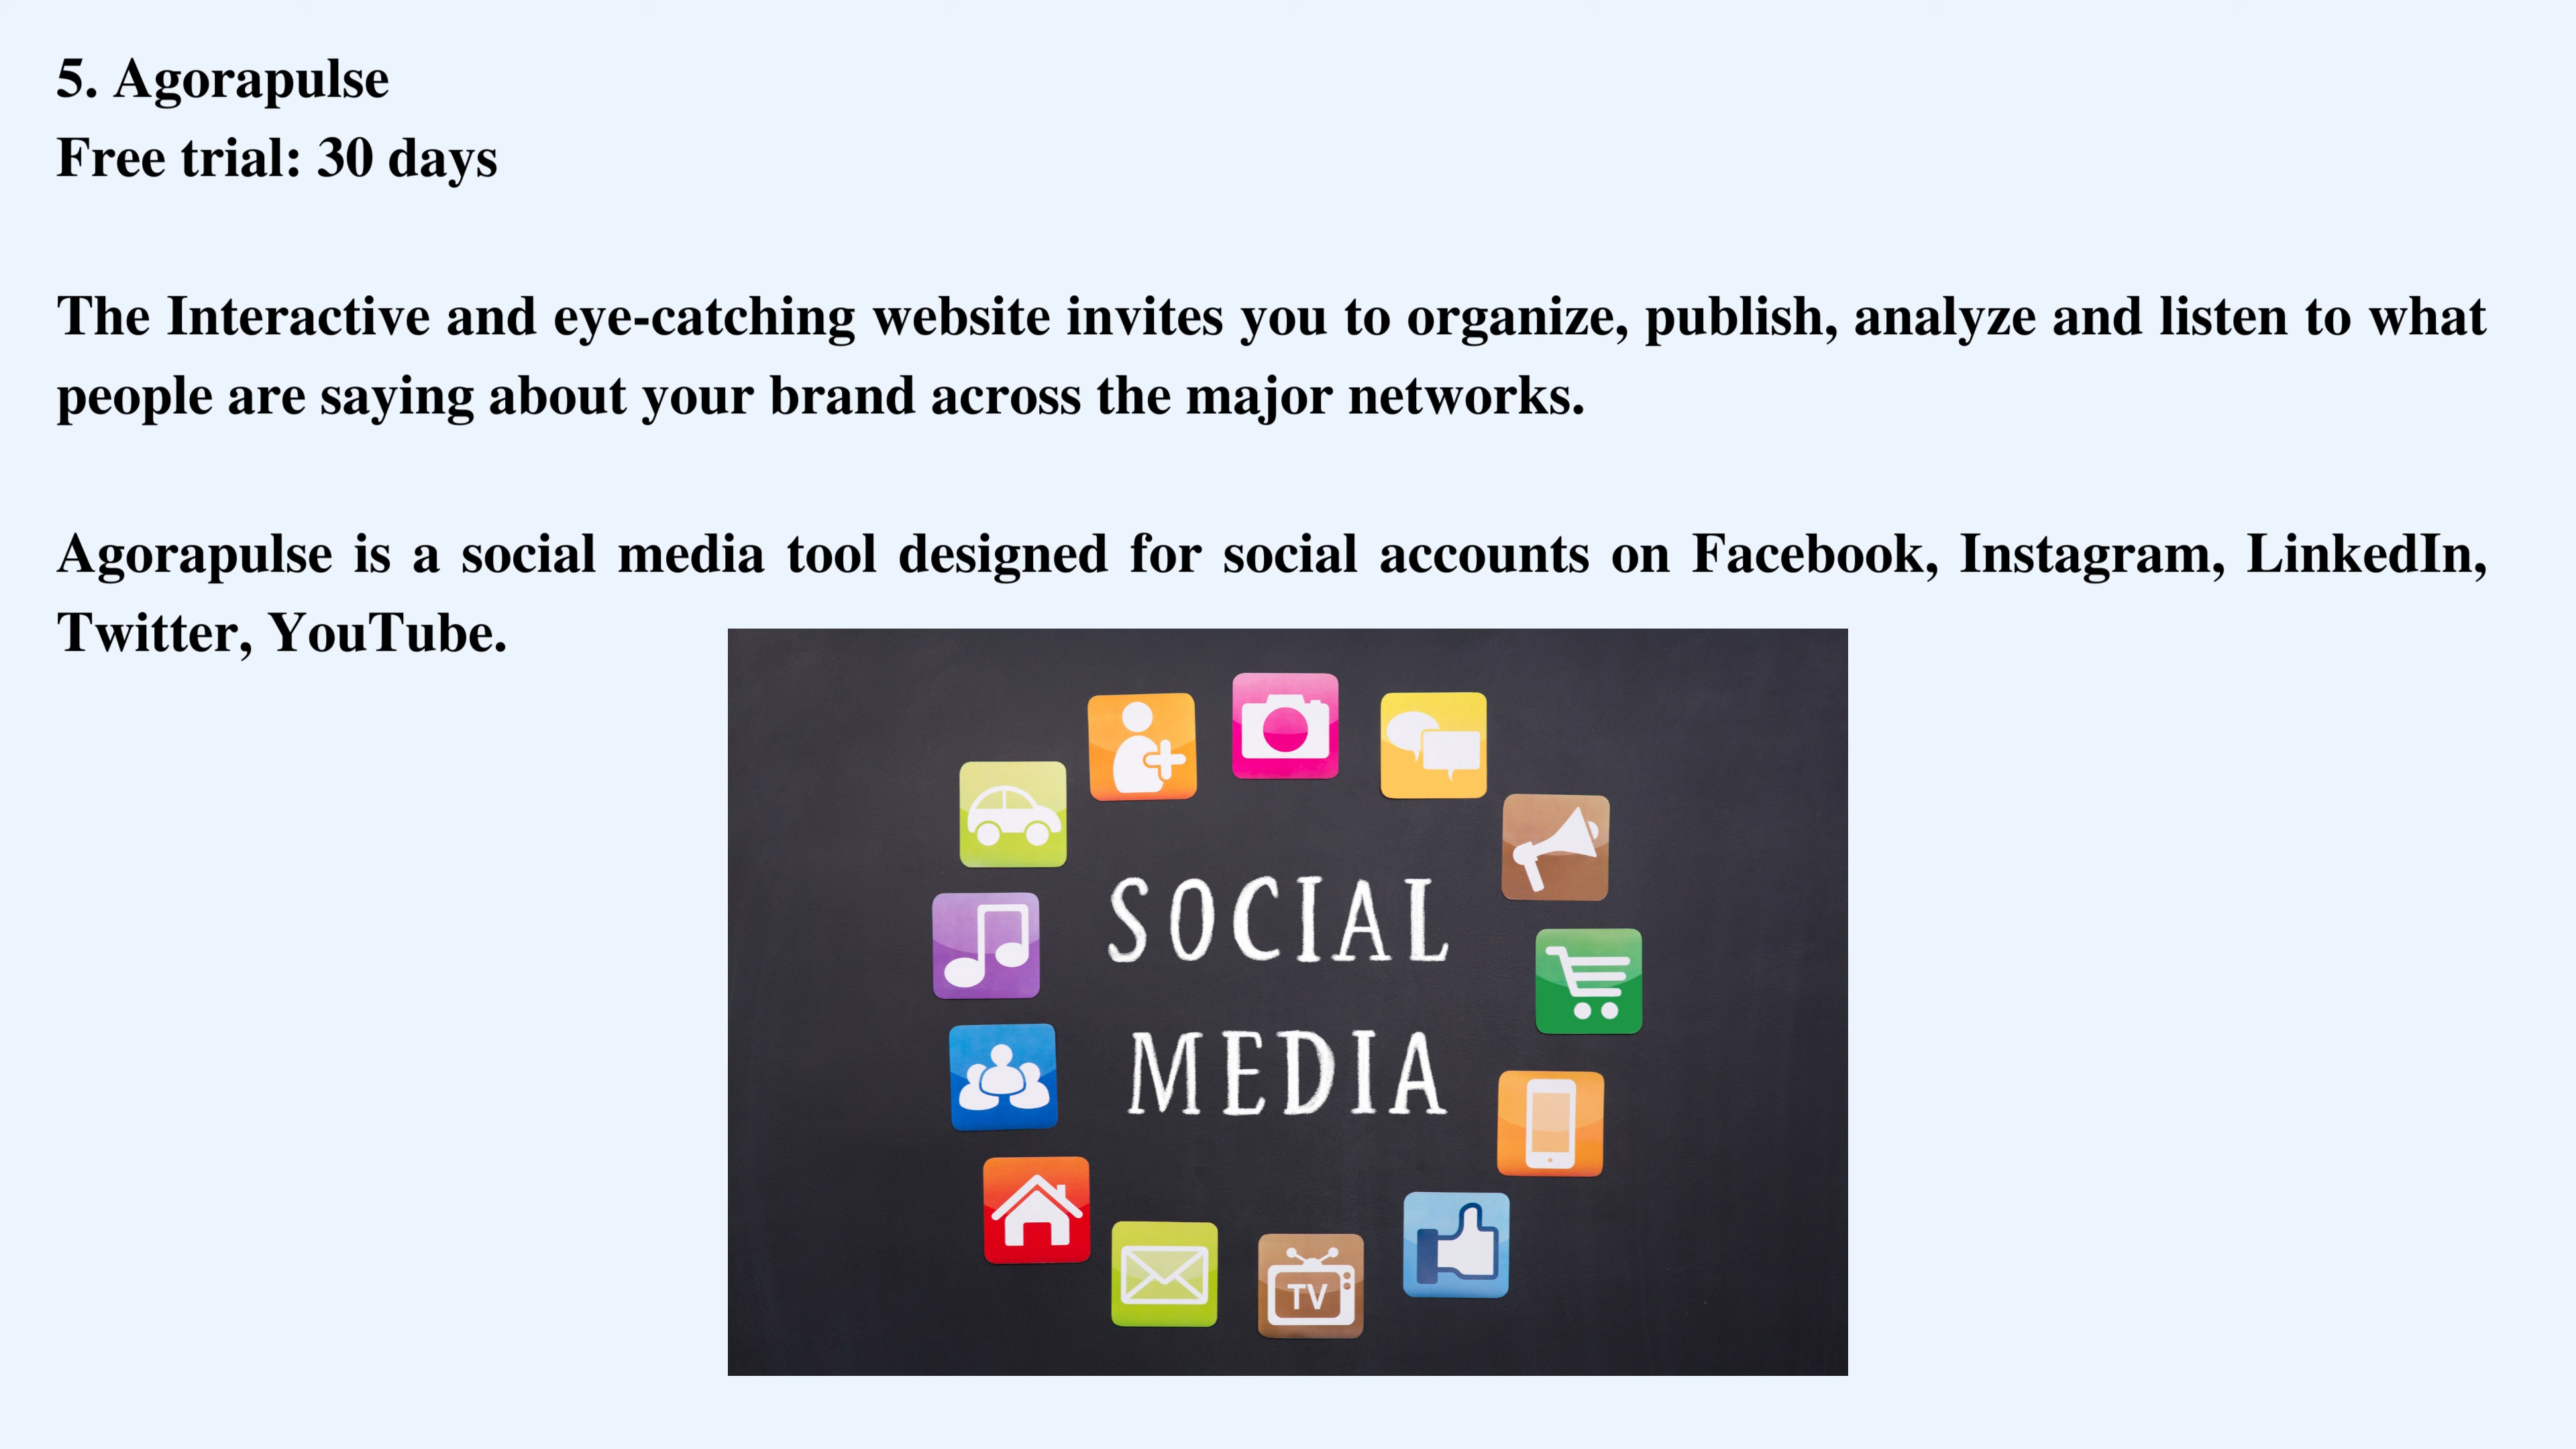 5. Agorapulse
Free trial: 30 days
The Interactive and eye-catching website invites you to organize, publish, analyze and listen to what
people are saying about your brand across the major networks.
Agorapulse is a social media tool designed for social accounts on Facebook, Instagram, LinkedIn,
Twitter, YouTube.
SOCIAL
MEDIA
TV